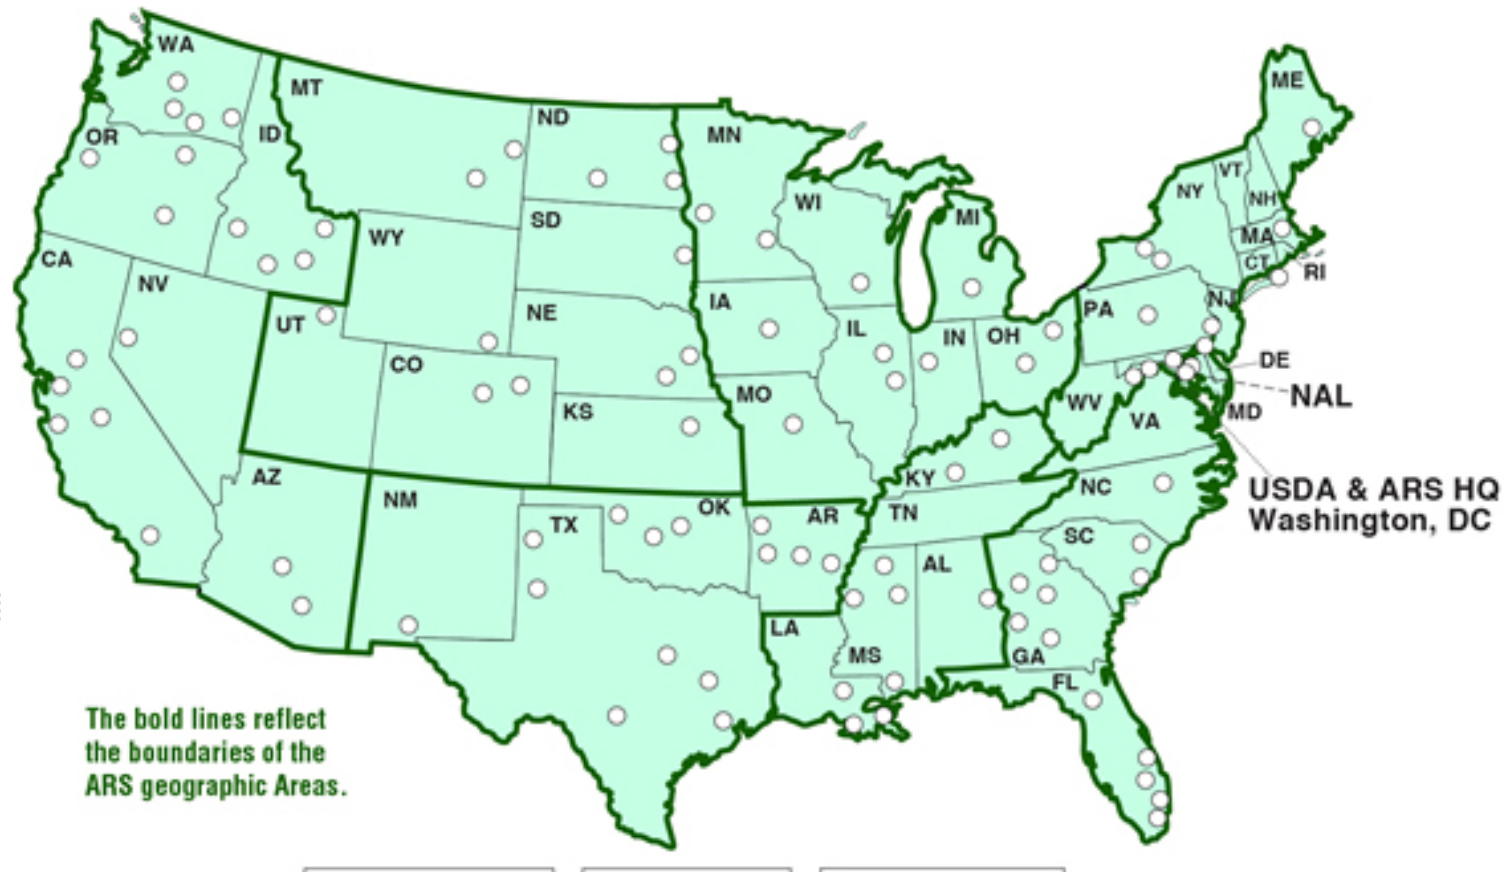 WA
ME
MT
ND
OR
ID
MN
VT
NY
NH
WI
MI
SD
WY
MA
CA
CT
RI
NV
IA
NE
NJ
PA
UT
IL
IN
OH
DE
CO
MO
NAL
KS
WV
MD
VA
AZ
KY
NC
USDA & ARS HQ
Washington, DC
NM
OK
TX
AR
TN
SC
AL
LA
MS
GA
FL
The bold lines reflect
the boundaries of the
ARS geographic Areas.